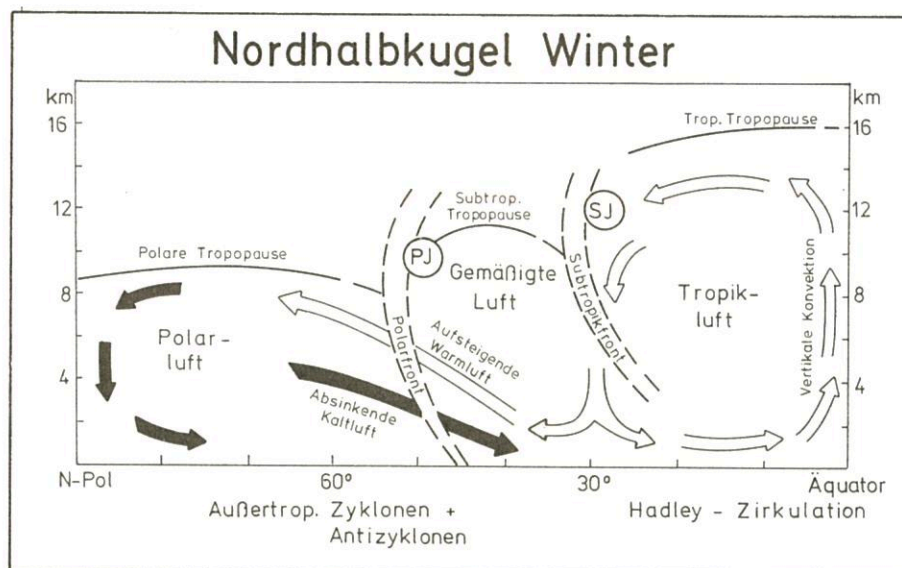 Nordhalbkugel Winter
km
km
16
16
12
12
8
8
4
4
Trop. Tropopause
Subtrop.
Tropopause
Polare Tropopause
PJ
SJ
Gemäßigte
Luft
Tropik-
luft
Polar-
luft
Aufsteigende
Warmluft
Absinkende
Kaltluft
Polarfront
Subtropikfront
Vertikale Konvektion
N-Pol
60°
30°
Äquator
Außertrop. Zyklonen +
Antizyklonen
Hadley - Zirkulation